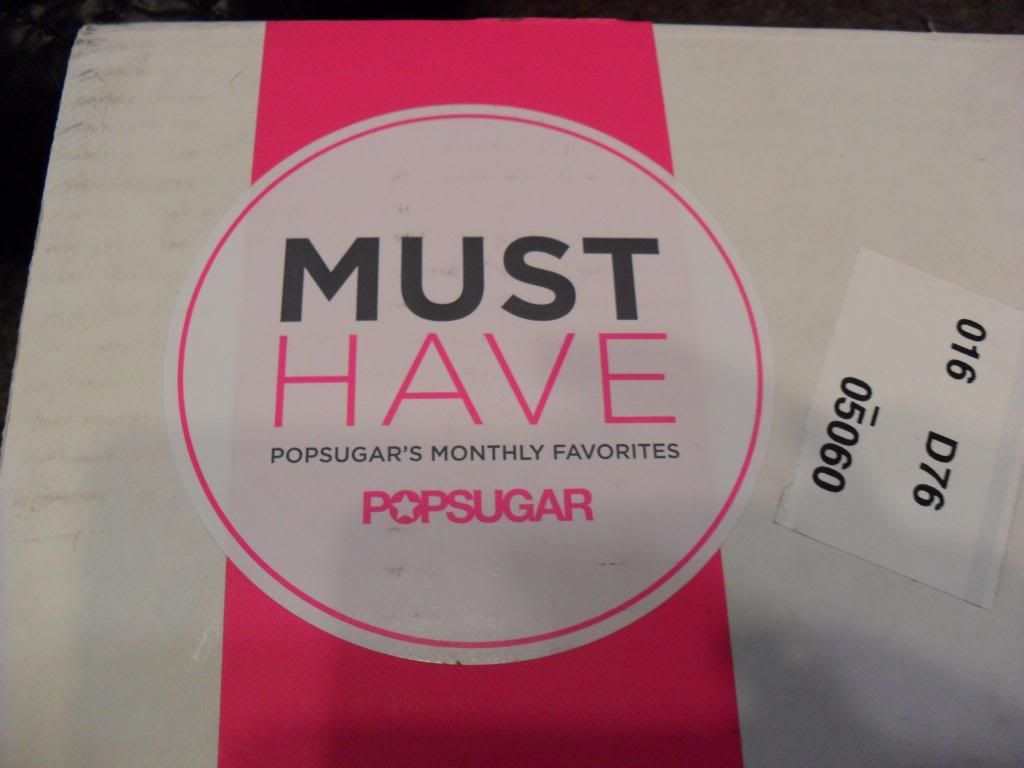 MUST
HAVE
POPSUGAR'S MONTHLY FAVORITES
POPSUGAR
016 D76
05060